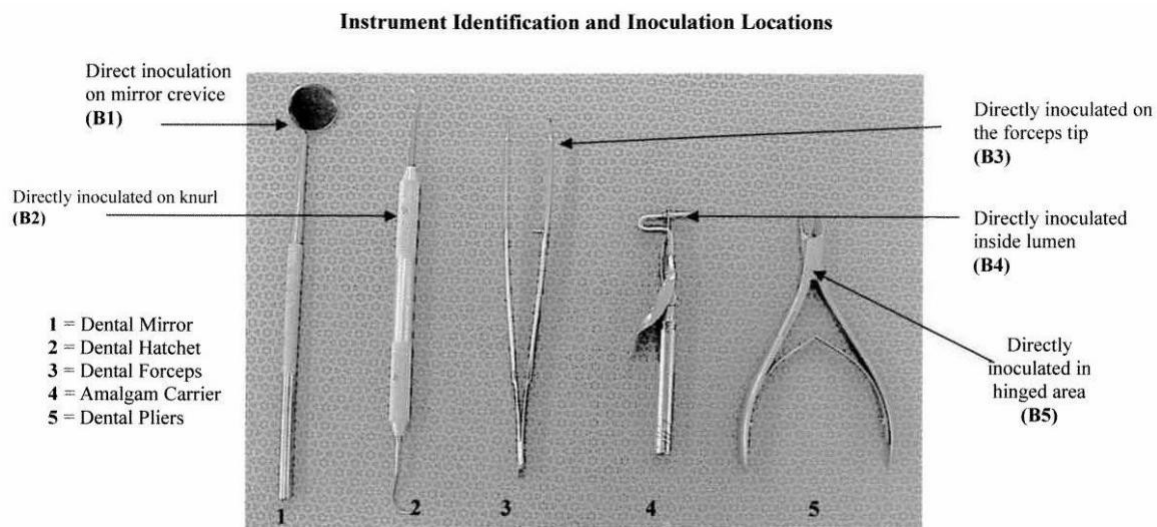 Instrument Identification and Inoculation Locations
Direct inoculation
on mirror crevice
(B1)
Directly inoculated on
the forceps tip
(B3)
Directly inoculated on knurl
(B2)
Directly inoculated
inside lumen
(B4)
1 = Dental Mirror
2 = Dental Hatchet
3 = Dental Forceps
4 = Amalgam Carrier
5 = Dental Pliers
Directly
inoculated in
hinged area
(B5)
1
2
3
4
5